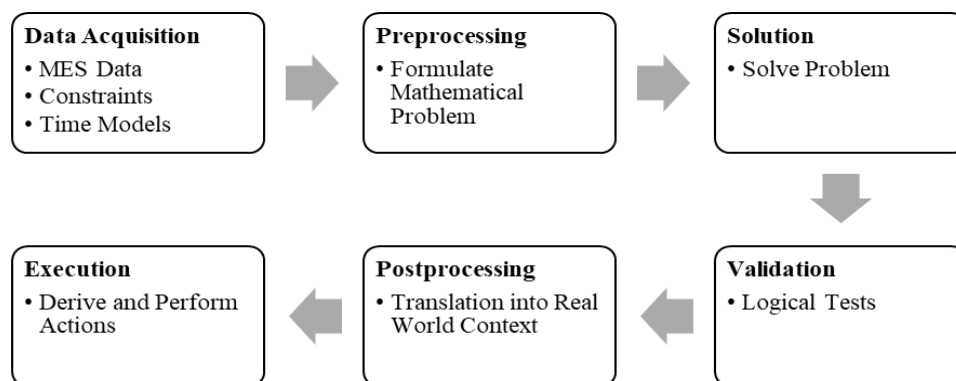 Data Acquisition
• MES Data
• Constraints
• Time Models
Preprocessing
• Formulate
Mathematical
Problem
Solution
• Solve Problem
Validation
• Logical Tests
Postprocessing
• Translation into Real
World Context
Execution
• Derive and Perform
Actions